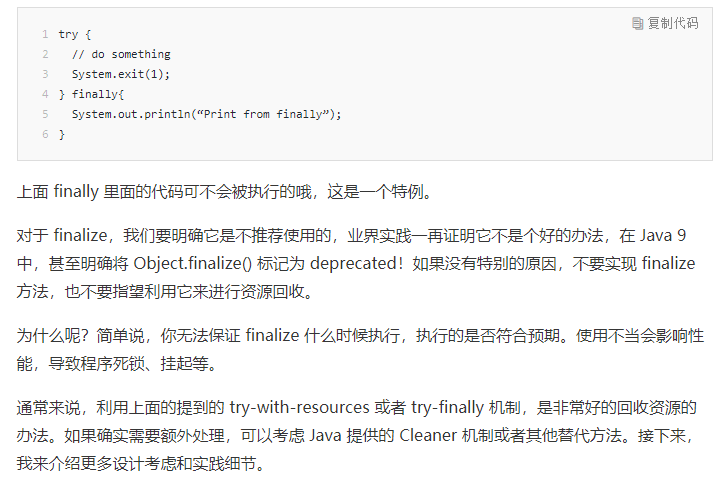 复制代码
1 try {
2   // do something
3   System.exit(1);
4 } finally{
5   System.out.println(“Print from finally”);
6 }
上面 finally 里面的代码可不会被执行的哦，这是一个特例。
对于 finalize，我们要明确它是不推荐使用的，业界实践一再证明它不是个好的办法，在 Java 9
中，甚至明确将 Object.finalize() 标记为 deprecated！如果没有特别的原因，不要实现 finalize
方法，也不要指望利用它来进行资源回收。
为什么呢？简单说，你无法保证 finalize 什么时候执行，执行的是否符合预期。使用不当会影响性
能，导致程序死锁、挂起等。
通常来说，利用上面的提到的 try-with-resources 或者 try-finally 机制，是非常好的回收资源的
办法。如果确实需要额外处理，可以考虑 Java 提供的 Cleaner 机制或者其他替代方法。接下来，
我来介绍更多设计考虑和实践细节。